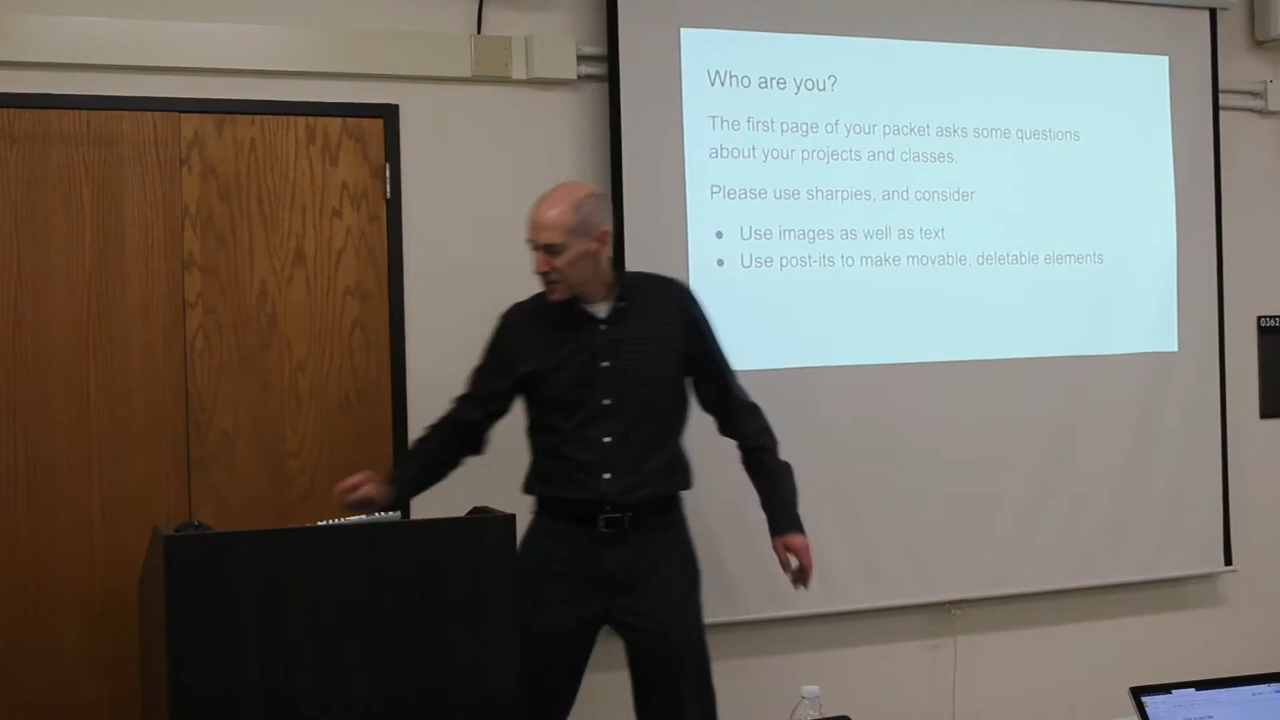 Who are you?
The first page of your packet asks some questions
about your projects and classes.
Please use sharpies, and consider
● Use images as well as text
● Use post-its to make movable, deletable elements
0362